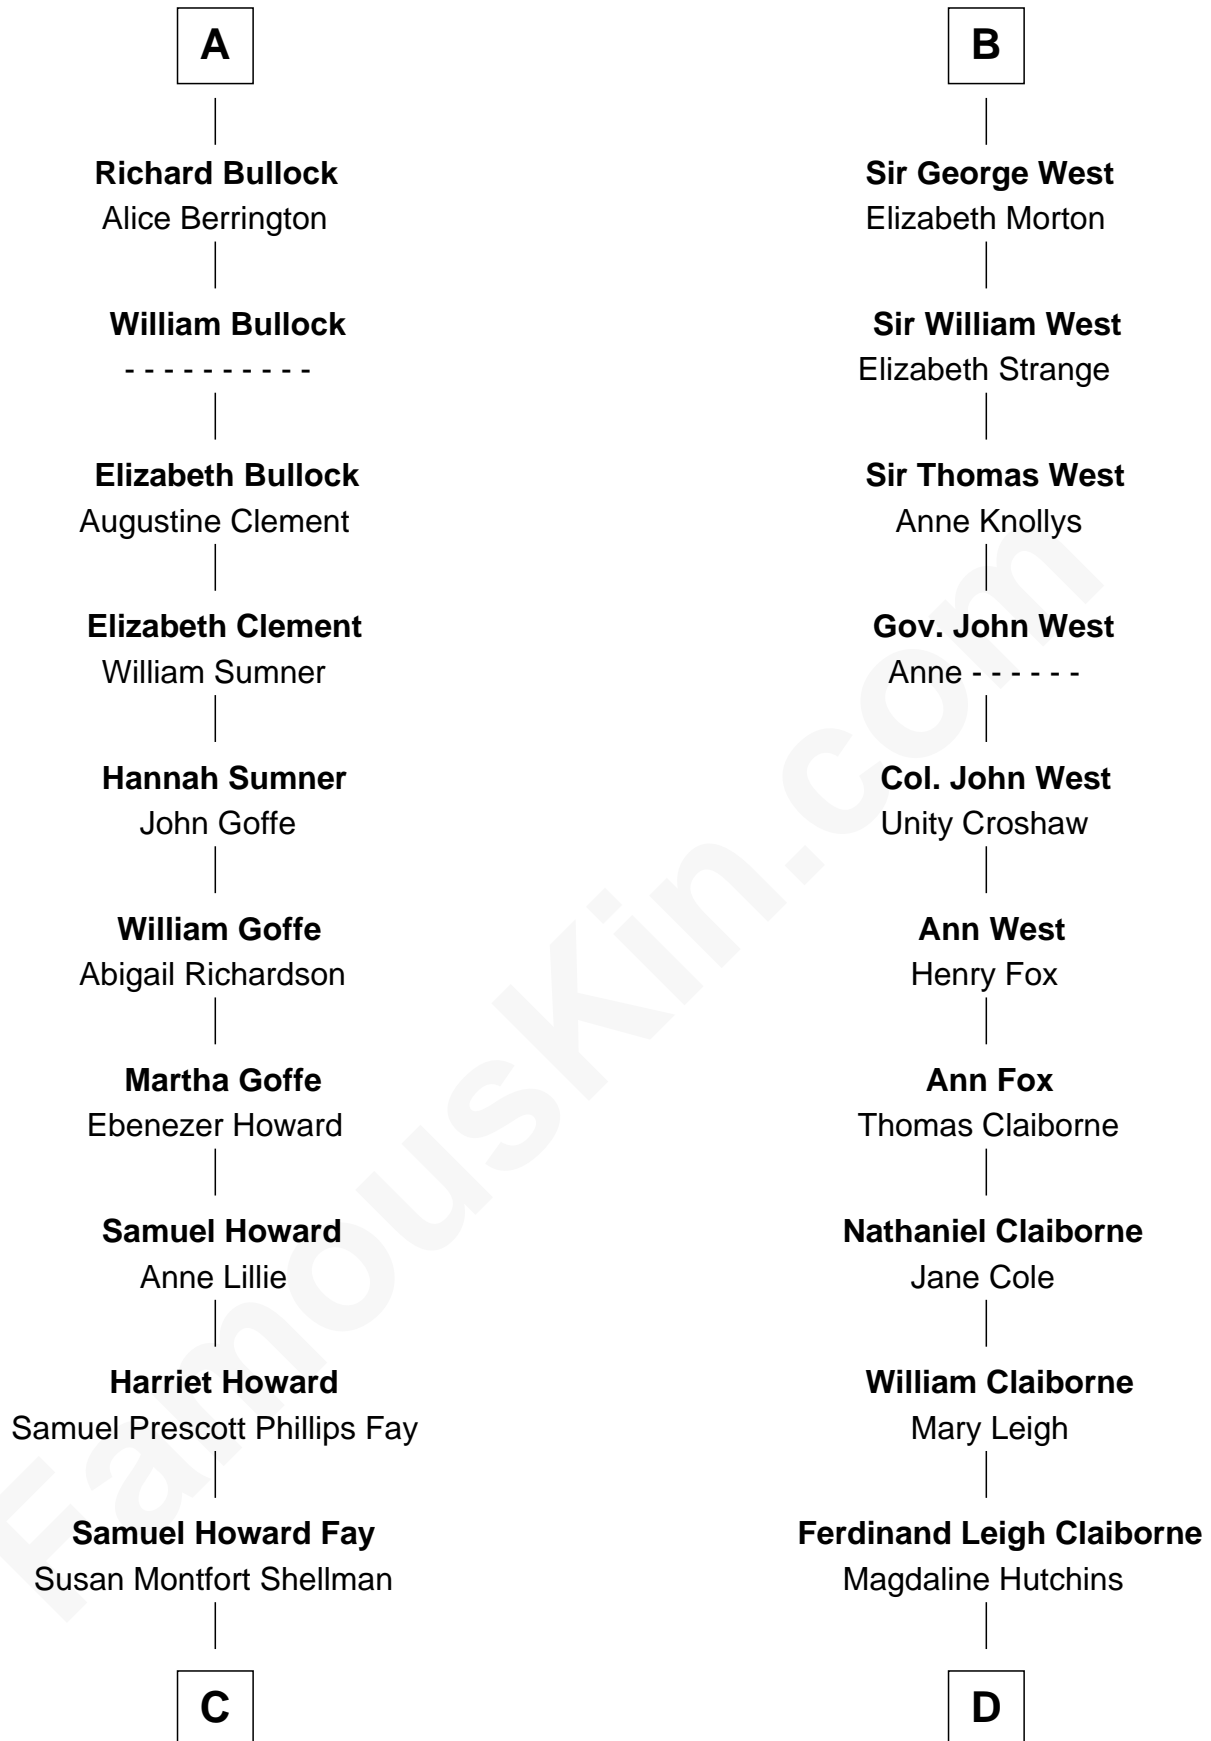 A
Richard Bullock
Alice Berrington
William Bullock
- - - - - - - - - -
Elizabeth Bullock
Augustine Clement
Elizabeth Clement
William Sumner
Hannah Sumner
John Goffe
William Goffe
Abigail Richardson
Martha Goffe
Ebenezer Howard
Samuel Howard
Anne Lillie
Harriet Howard
Samuel Prescott Phillips Fay
Samuel Howard Fay
Susan Montfort Shellman
C
B
Sir George West
Elizabeth Morton
Sir William West
Elizabeth Strange
Sir Thomas West
Anne Knollys
Gov. John West
Anne - - - - - -
Col. John West
Unity Croshaw
Ann West
Henry Fox
Ann Fox
Thomas Claiborne
Nathaniel Claiborne
Jane Cole
William Claiborne
Mary Leigh
Ferdinand Leigh Claiborne
Magdaline Hutchins
D
FamousKin.com